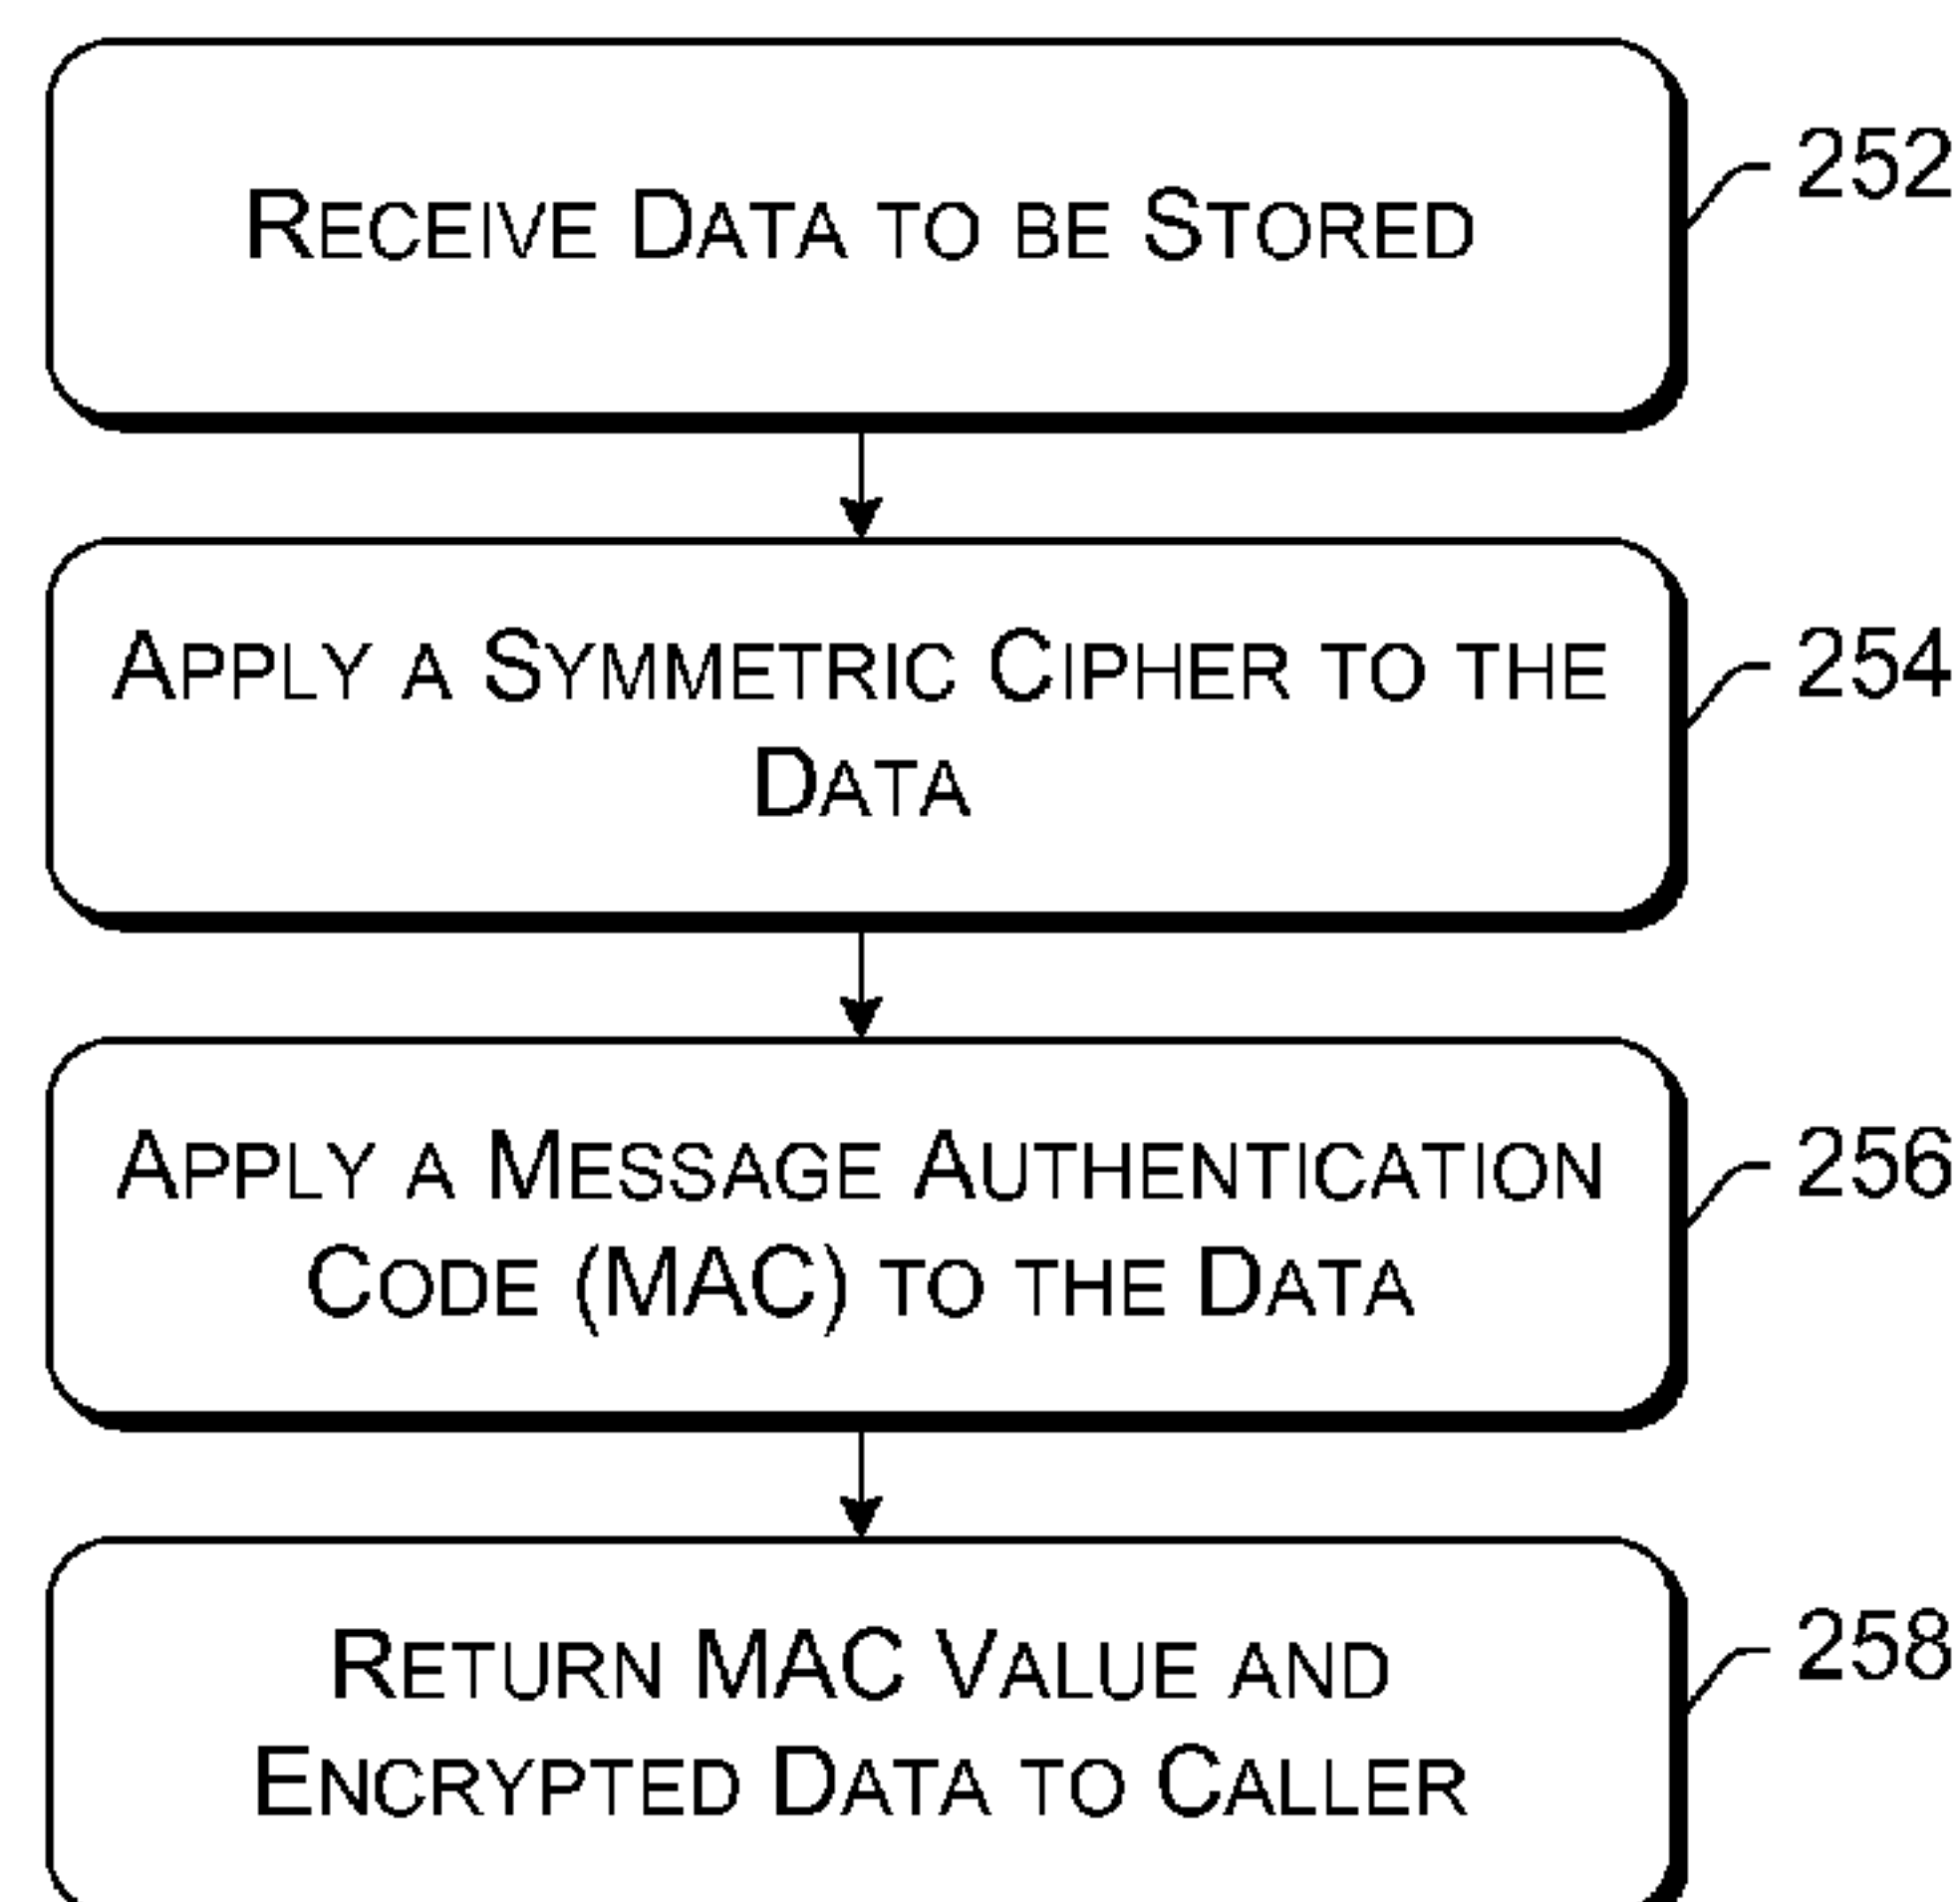 RECEIVE DATA TO BE STORED
252
APPLY A SYMMETRIC CIPHER TO THE
DATA
254
APPLY A MESSAGE AUTHENTICATION
CODE (MAC) TO THE DATA
256
RETURN MAC VALUE AND
ENCRYPTED DATA TO CALLER
258